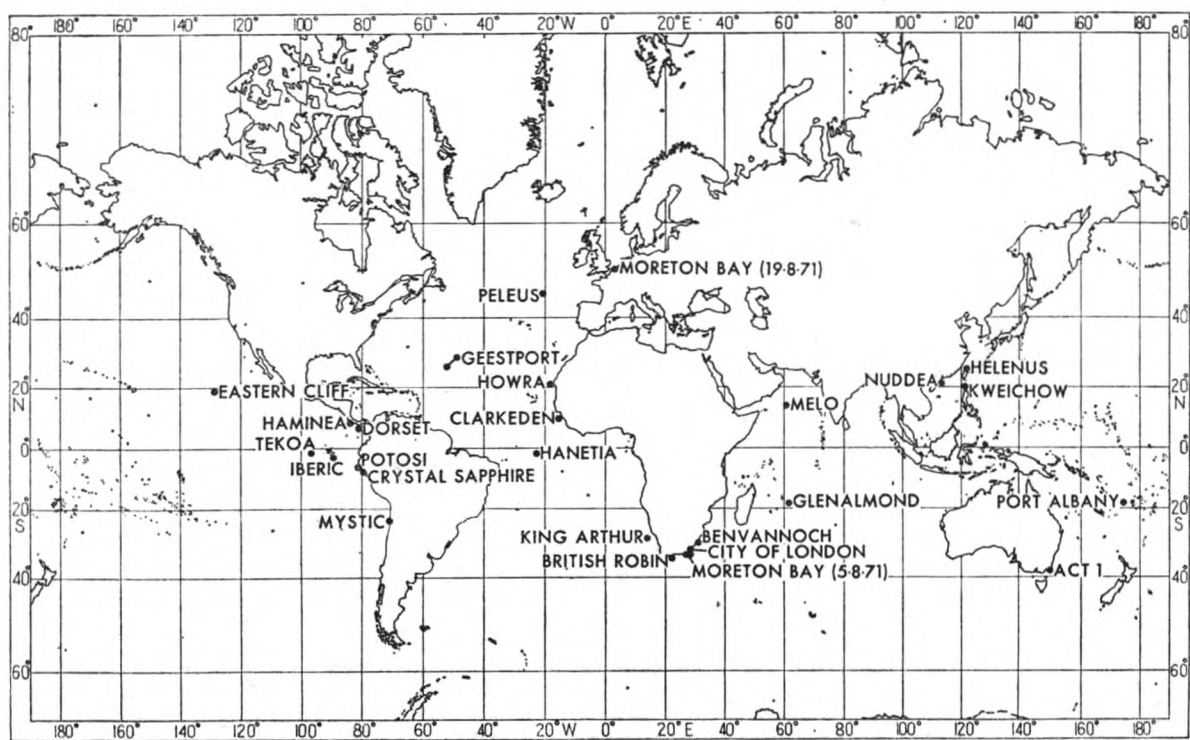 180° 160° 140° 120° 100° 80° 60° 40° 20° W 0° E 20° 40° 60° 80° 100° 120° 140° 160° 180°
80° 80°
60° 60°
MORETON BAY (19·8·71)
PELEUS
40° 40°
GEESTPORT
HELENUS
HOWRA
NUDDEA
KWEICHOW
20° 20°
EASTERN CLIFF
N N
MELO
CLARKEDEN
HAMINEA
DORSET
TEKOA
0° 0°
HANETIA
POTOSI
IBERIC
CRYSTAL SAPPHIRE
GLENALMOND
PORT ALBANY
20° 20°
S S
MYSTIC
KING ARTHUR
BENVANNOCH
CITY OF LONDON
BRITISH ROBIN
MORETON BAY (5·8·71)
ACT 1
40° 40°
60° 60°
180° 160° 140° 120° 100° 80° 60° 40° 20° W 0° E 20° 40° 60° 80° 100° 120° 140° 160° 180°